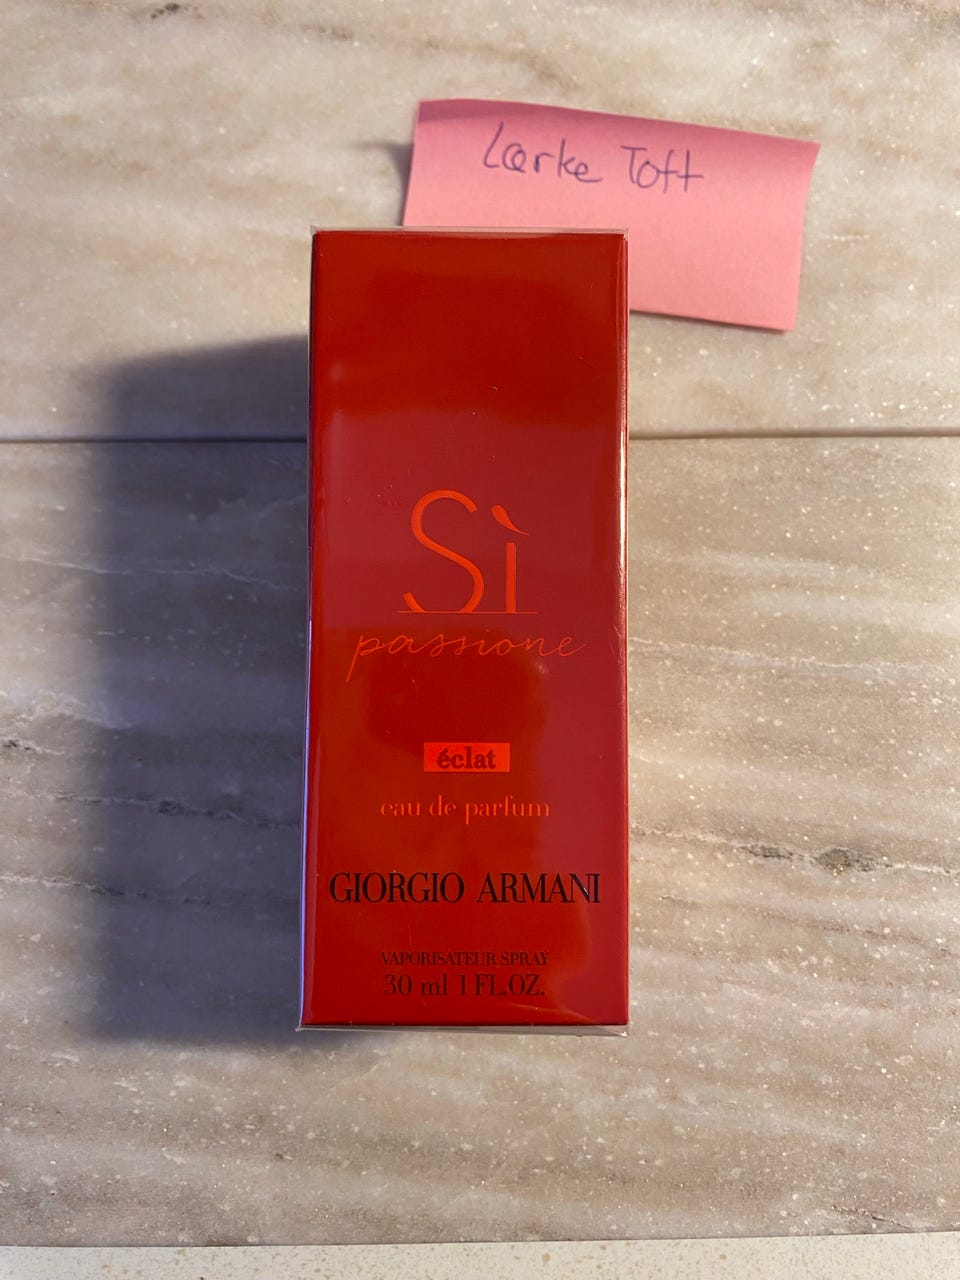 Lærke Toft
Sì
passione
éclat
eau de parfum
GIORGIO ARMANI
VAPORISATEUR SPRAY
30 ml 1 FL.OZ.